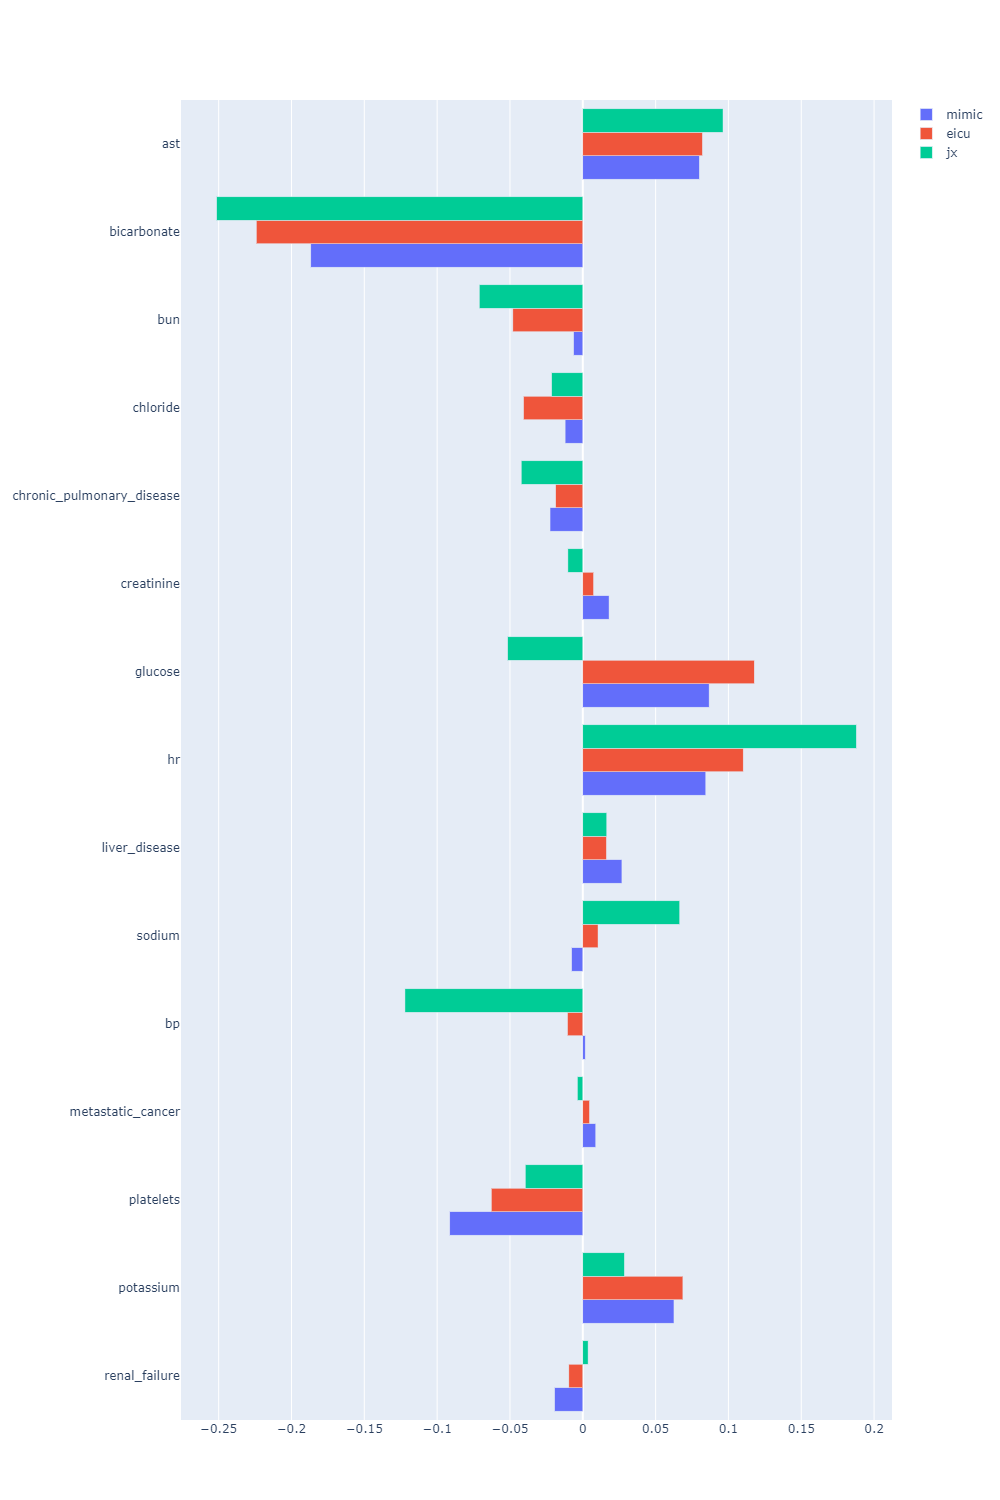 mimic
eicu
jx
ast
bicarbonate
bun
chloride
chronic_pulmonary_disease
creatinine
glucose
hr
liver_disease
sodium
bp
metastatic_cancer
platelets
potassium
renal_failure
−0.25 −0.2 −0.15 −0.1 −0.05 0 0.05 0.1 0.15 0.2